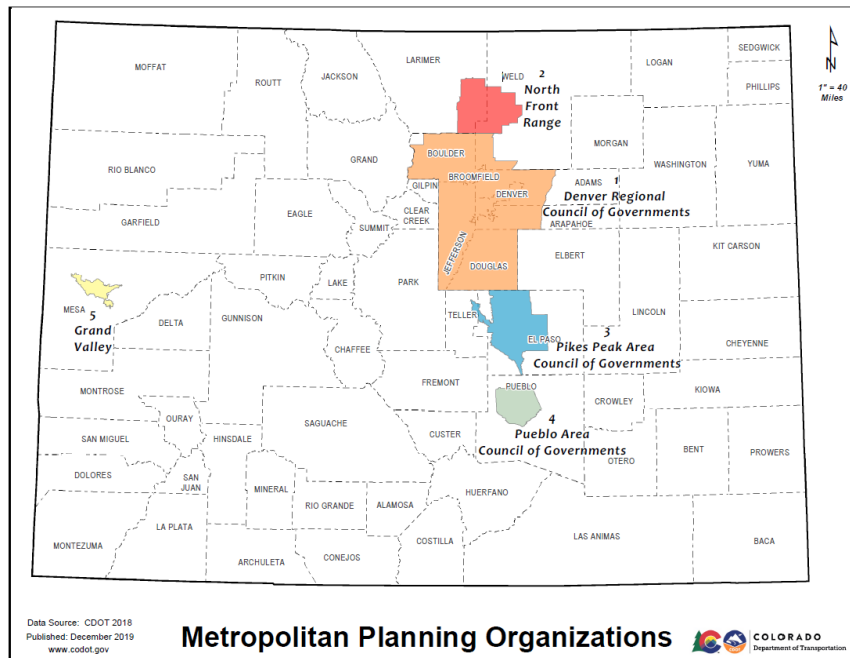 MOFFAT
ROUTT
JACKSON
LARIMER
WELD
LOGAN
SEDGWICK
PHILLIPS
N
1" = 40
Miles
2
North
Front
Range
MORGAN
WASHINGTON
YUMA
RIO BLANCO
GRAND
BOULDER
BROOMFIELD
GILPIN
DENVER
ADAMS
1
Denver Regional
Council of Governments
ARAPAHOE
GARFIELD
EAGLE
CLEAR
CREEK
SUMMIT
JEFFERSON
DOUGLAS
ELBERT
KIT CARSON
PITKIN
LAKE
PARK
MESA
5
Grand
Valley
DELTA
GUNNISON
TELLER
EL PASO
LINCOLN
3
Pikes Peak Area
Council of Governments
CHEYENNE
CHAFFEE
MONTROSE
FREMONT
PUEBLO
CROWLEY
KIOWA
OURAY
SAGUACHE
4
Pueblo Area
Council of Governments
SAN MIGUEL
HINSDALE
CUSTER
OTERO
BENT
PROWERS
DOLORES
SAN
JUAN
MINERAL
RIO GRANDE
ALAMOSA
HUERFANO
LA PLATA
MONTEZUMA
ARCHULETA
CONEJOS
COSTILLA
LAS ANIMAS
BACA
Data Source: CDOT 2018
Published: December 2019
www.codot.gov
Metropolitan Planning Organizations
COLORADO
Department of Transportation